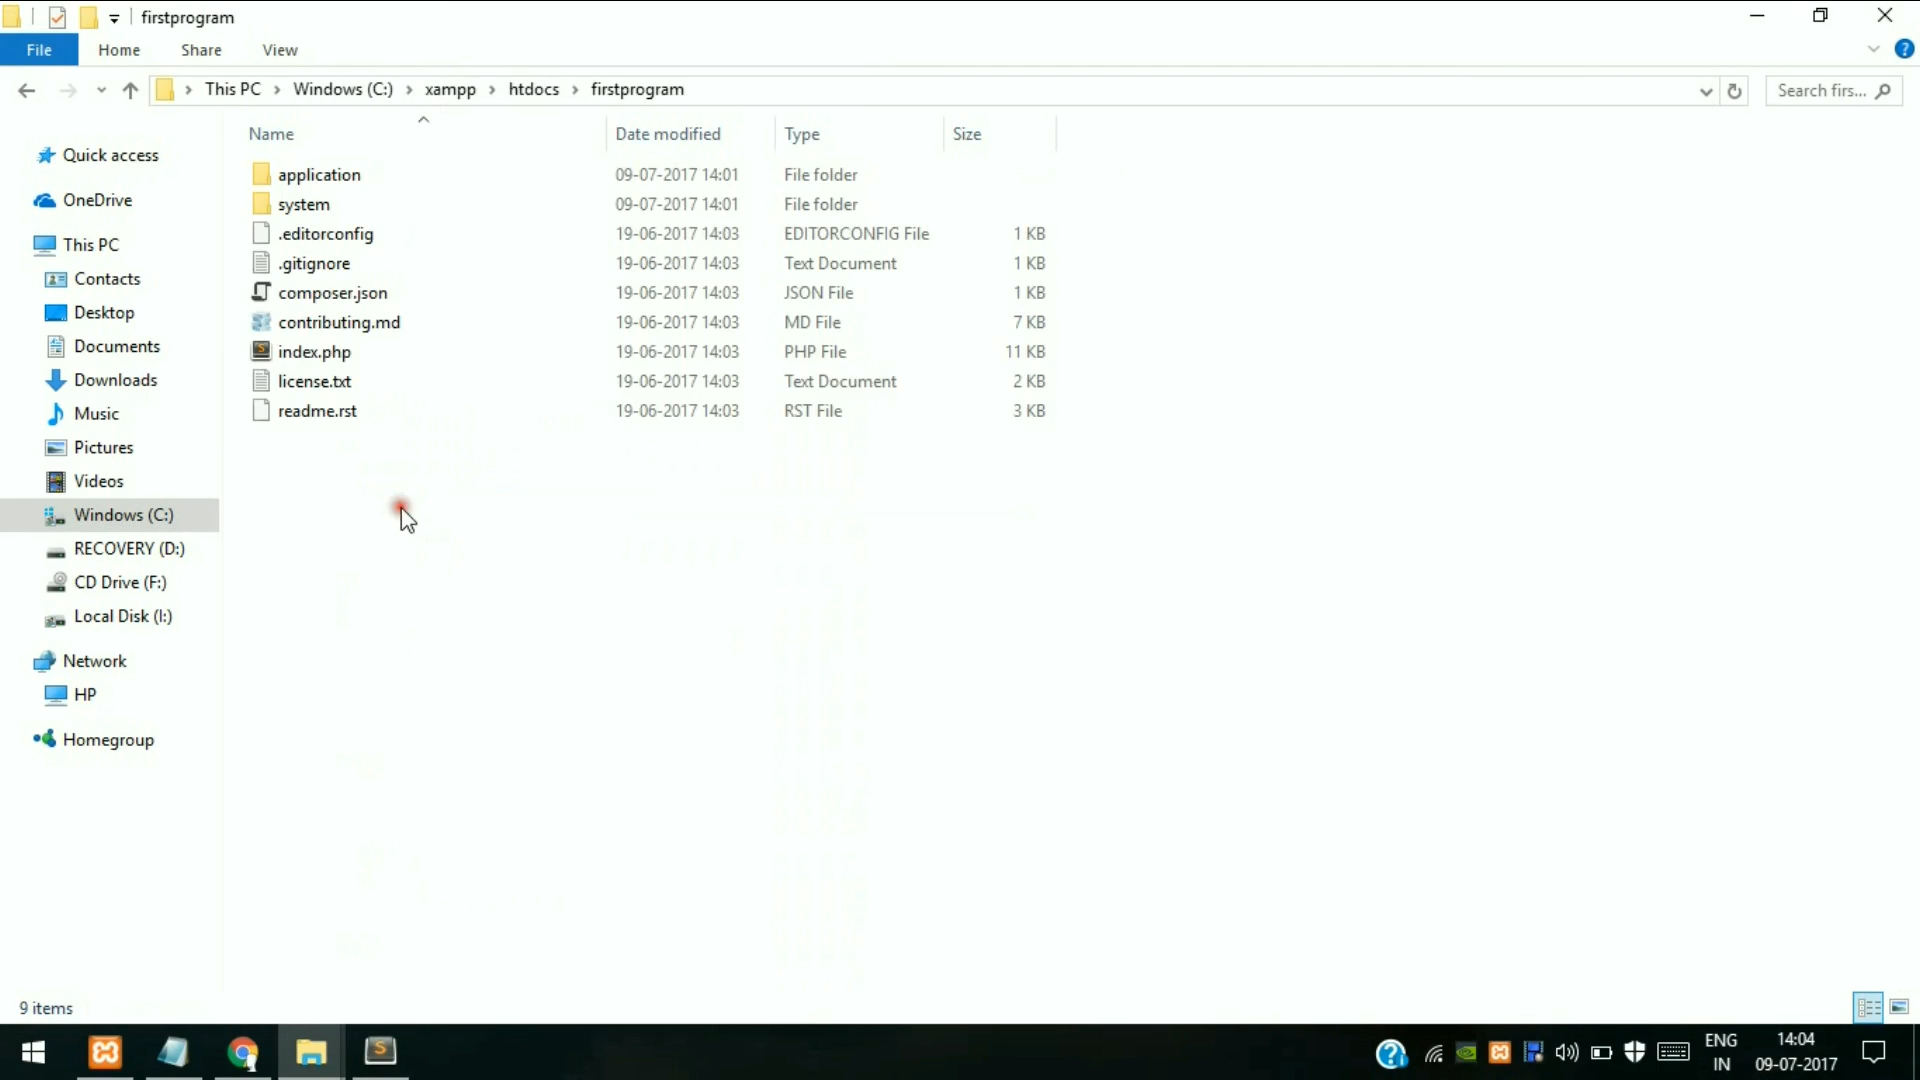 firstprogram
File Home Share View
This PC Windows (C:) xampp htdocs firstprogram Search firs...
Name Date modified Type Size
Quick access
OneDrive
This PC
Contacts
Desktop
Documents
Downloads
Music
Pictures
Videos
Windows (C:)
RECOVERY (D:)
CD Drive (F:)
Local Disk (I:)
Network
HP
Homegroup
application 09-07-2017 14:01 File folder
system 09-07-2017 14:01 File folder
.editorconfig 19-06-2017 14:03 EDITORCONFIG File 1 KB
.gitignore 19-06-2017 14:03 Text Document 1 KB
composer.json 19-06-2017 14:03 JSON File 1 KB
contributing.md 19-06-2017 14:03 MD File 7 KB
index.php 19-06-2017 14:03 PHP File 11 KB
license.txt 19-06-2017 14:03 Text Document 2 KB
readme.rst 19-06-2017 14:03 RST File 3 KB
9 items
ENG 14:04
IN 09-07-2017